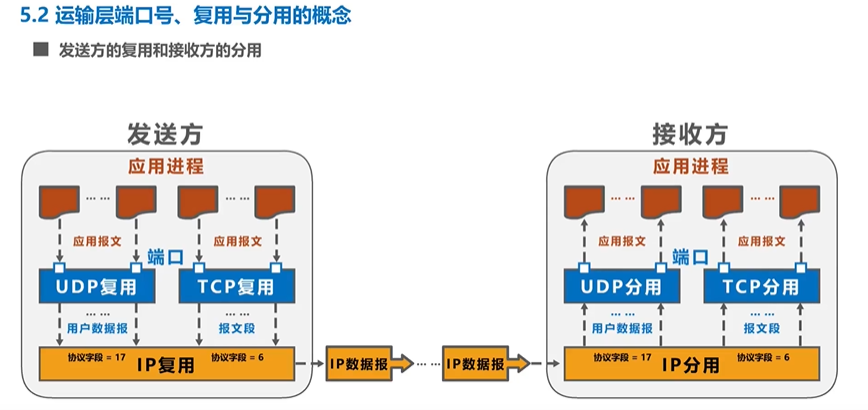 5.2 运输层端口号、复用与分用的概念
发送方的复用和接收方的分用
发送方
应用进程
…… ……
应用报文 应用报文
端口
UDP复用 TCP复用
…… ……
用户数据报 报文段
协议字段 = 17 IP复用 协议字段 = 6
IP数据报 …… IP数据报
接收方
应用进程
…… ……
应用报文 应用报文
端口
UDP分用 TCP分用
…… ……
用户数据报 报文段
协议字段 = 17 IP分用 协议字段 = 6